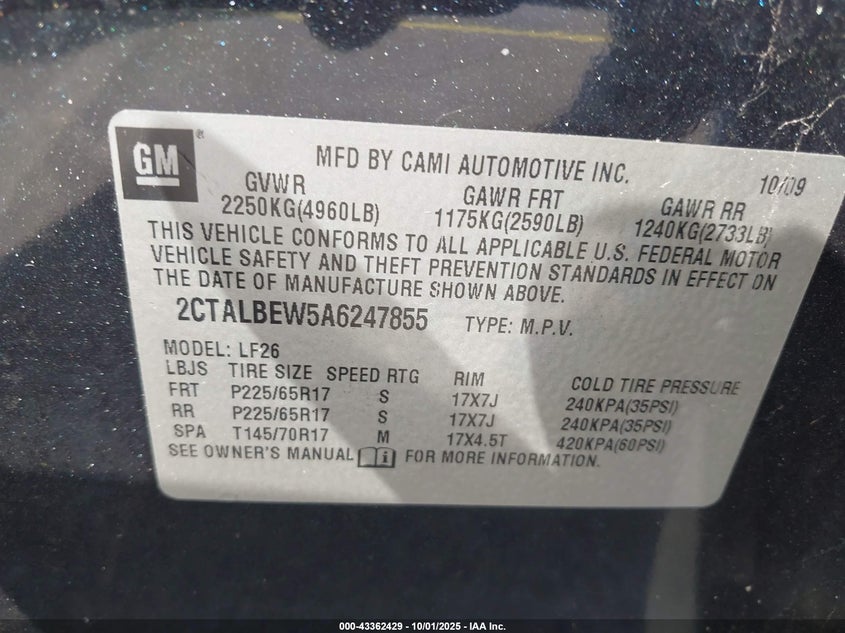 GM ®
MFD BY CAMI AUTOMOTIVE INC. 10/09
GVWR GAWR FRT GAWR RR
2250KG(4960LB) 1175KG(2590LB) 1240KG(2733LB)
THIS VEHICLE CONFORMS TO ALL APPLICABLE U.S. FEDERAL MOTOR
VEHICLE SAFETY AND THEFT PREVENTION STANDARDS IN EFFECT ON
THE DATE OF MANUFACTURE SHOWN ABOVE.
2CTALBEW5A6247855 TYPE: M.P.V.
MODEL: LF26
LBJS TIRE SIZE SPEED RTG RIM COLD TIRE PRESSURE
FRT P225/65R17 S 17X7J 240KPA(35PSI)
RR P225/65R17 S 17X7J 240KPA(35PSI)
SPA T145/70R17 M 17X4.5T 420KPA(60PSI)
SEE OWNER'S MANUAL i FOR MORE INFORMATION.
000-43362429 - 10/01/2025 - IAA Inc.